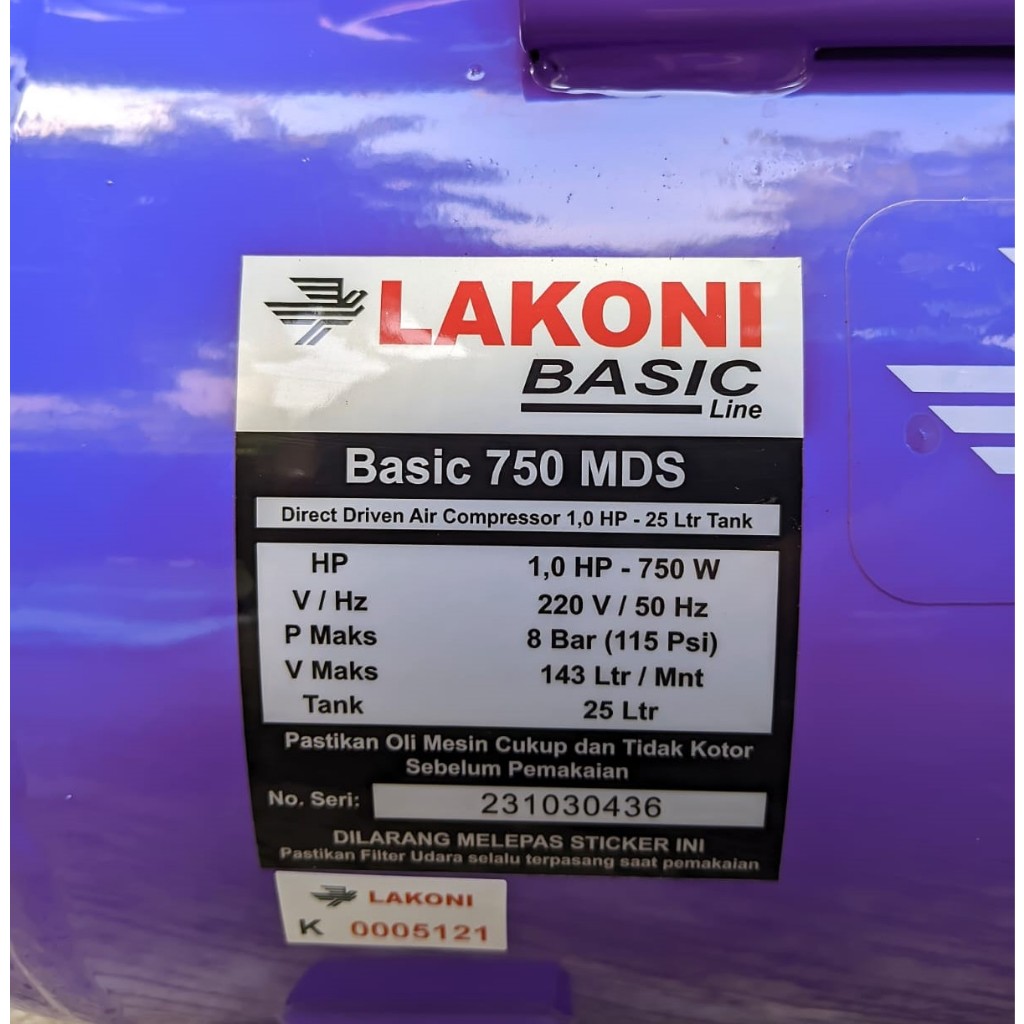 LAKONI
BASIC
Line
Basic 750 MDS
Direct Driven Air Compressor 1,0 HP - 25 Ltr Tank
HP 1,0 HP - 750 W
V / Hz 220 V / 50 Hz
P Maks 8 Bar (115 Psi)
V Maks 143 Ltr / Mnt
Tank 25 Ltr
Pastikan Oli Mesin Cukup dan Tidak Kotor
Sebelum Pemakaian
No. Seri: 231030436
DILARANG MELEPAS STICKER INI
Pastikan Filter Udara selalu terpasang saat pemakaian
LAKONI
K 0005121